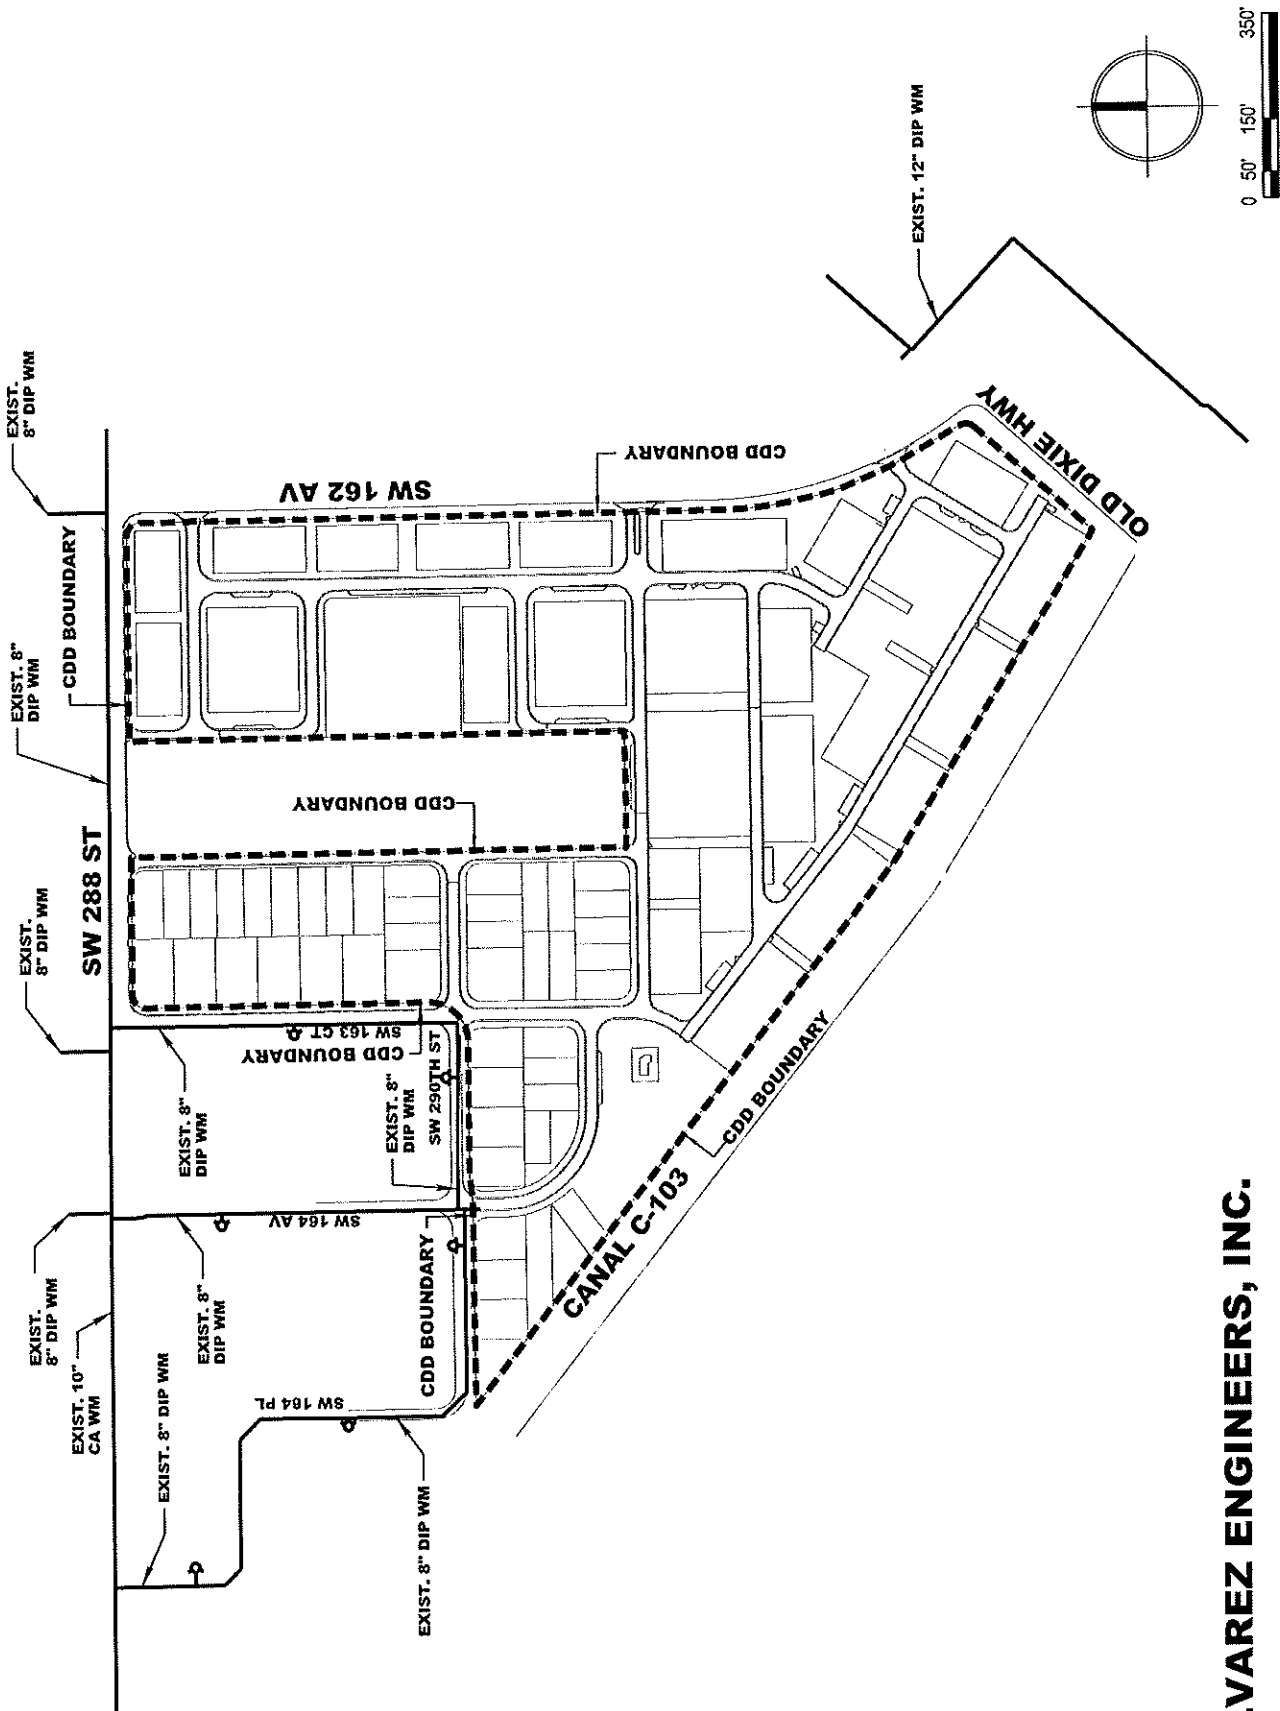 EXIST.
8" DIP WM
EXIST. 8"
DIP WM
CDD BOUNDARY
EXIST.
8" DIP WM
SW 288 ST
EXIST.
8" DIP WM
EXIST. 10"
CA WM
EXIST. 8" DIP WM
EXIST. 8"
DIP WM
EXIST. 8"
DIP WM
SW 162 AV
CDD BOUNDARY
CDD BOUNDARY
SW 163 CT
CDD BOUNDARY
EXIST. 8"
DIP WM
SW 290TH ST
SW 164 AV
CDD BOUNDARY
SW 164 PL
EXIST. 8" DIP WM
CANAL C-103
CDD BOUNDARY
OLD DIXIE HWY
EXIST. 12" DIP WM
0 50' 150' 350'
VAREZ ENGINEERS, INC.